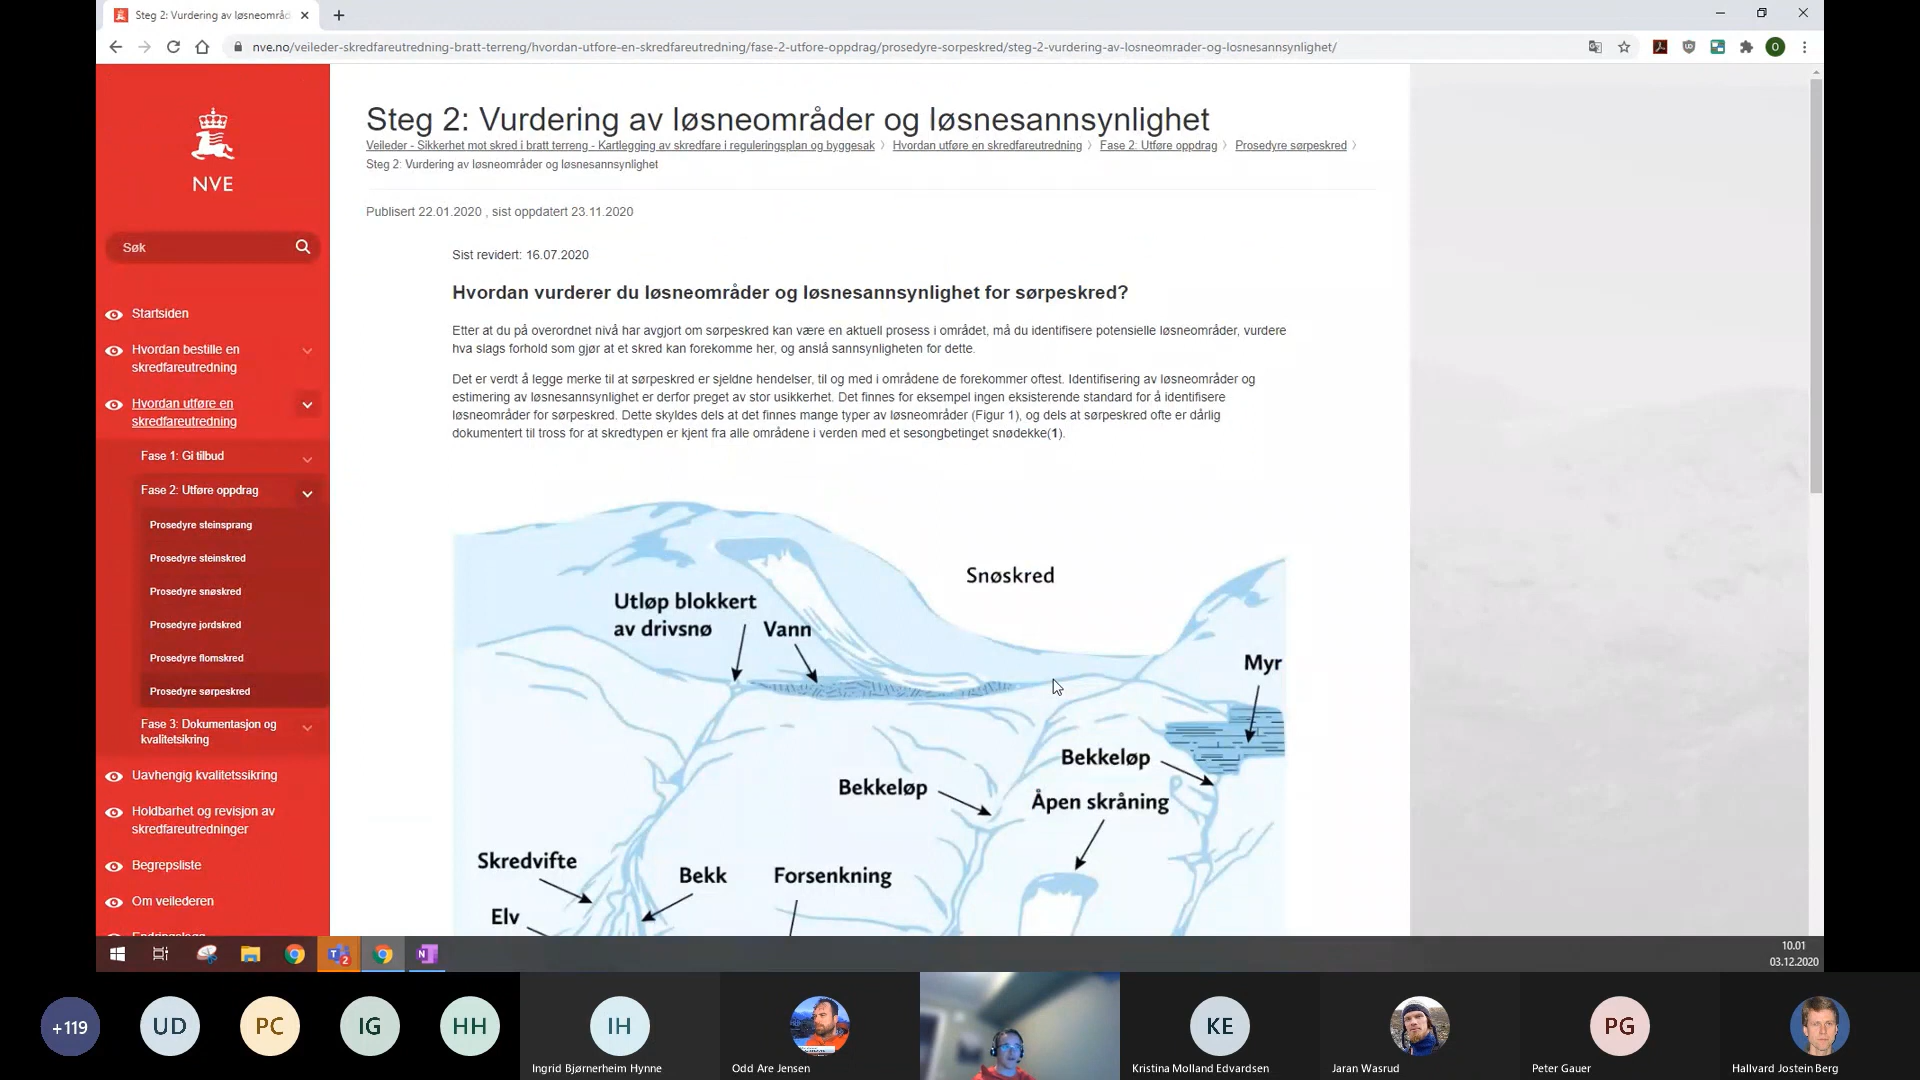 Steg 2: Vurdering av løsneområd
nve.no/veileder-skredfareutredning-bratt-terreng/hvordan-utfore-en-skredfareutredning/fase-2-utfore-oppdrag/prosedyre-sorpeskred/steg-2-vurdering-av-losneomrader-og-losnesannsynlighet/
O
NVE
Søk
Startsiden
Hvordan bestille en
skredfareutredning
Hvordan utføre en
skredfareutredning
Fase 1: Gi tilbud
Fase 2: Utføre oppdrag
Prosedyre steinsprang
Prosedyre steinskred
Prosedyre snøskred
Prosedyre jordskred
Prosedyre flomskred
Prosedyre sørpeskred
Fase 3: Dokumentasjon og
kvalitetsikring
Uavhengig kvalitetssikring
Holdbarhet og revisjon av
skredfareutredninger
Begrepsliste
Om veilederen
Steg 2: Vurdering av løsneområder og løsnesannsynlighet
Veileder - Sikkerhet mot skred i bratt terreng - Kartlegging av skredfare i reguleringsplan og byggesak 〉 Hvordan utføre en skredfareutredning 〉 Fase 2: Utføre oppdrag 〉 Prosedyre sørpeskred 〉
Steg 2: Vurdering av løsneområder og løsnesannsynlighet
Publisert 22.01.2020 , sist oppdatert 23.11.2020
Sist revidert: 16.07.2020
Hvordan vurderer du løsneområder og løsnesannsynlighet for sørpeskred?
Etter at du på overordnet nivå har avgjort om sørpeskred kan være en aktuell prosess i området, må du identifisere potensielle løsneområder, vurdere
hva slags forhold som gjør at et skred kan forekomme her, og anslå sannsynligheten for dette.
Det er verdt å legge merke til at sørpeskred er sjeldne hendelser, til og med i områdene de forekommer oftest. Identifisering av løsneområder og
estimering av løsnesannsynlighet er derfor preget av stor usikkerhet. Det finnes for eksempel ingen eksisterende standard for å identifisere
løsneområder for sørpeskred. Dette skyldes dels at det finnes mange typer av løsneområder (Figur 1), og dels at sørpeskred ofte er dårlig
dokumentert til tross for at skredtypen er kjent fra alle områdene i verden med et sesongbetinget snødekke(1).
Snøskred
Utløp blokkert
av drivsnø
Vann
Myr
Bekkeløp
Bekkeløp
Åpen skråning
Skredvifte
Bekk
Forsenkning
Elv
2
10.01
03.12.2020
+119
UD
PC
IG
HH
IH
KE
PG
Ingrid Bjørnerheim Hynne
Odd Are Jensen
Kristina Molland Edvardsen
Jaran Wasrud
Peter Gauer
Hallvard Jostein Berg